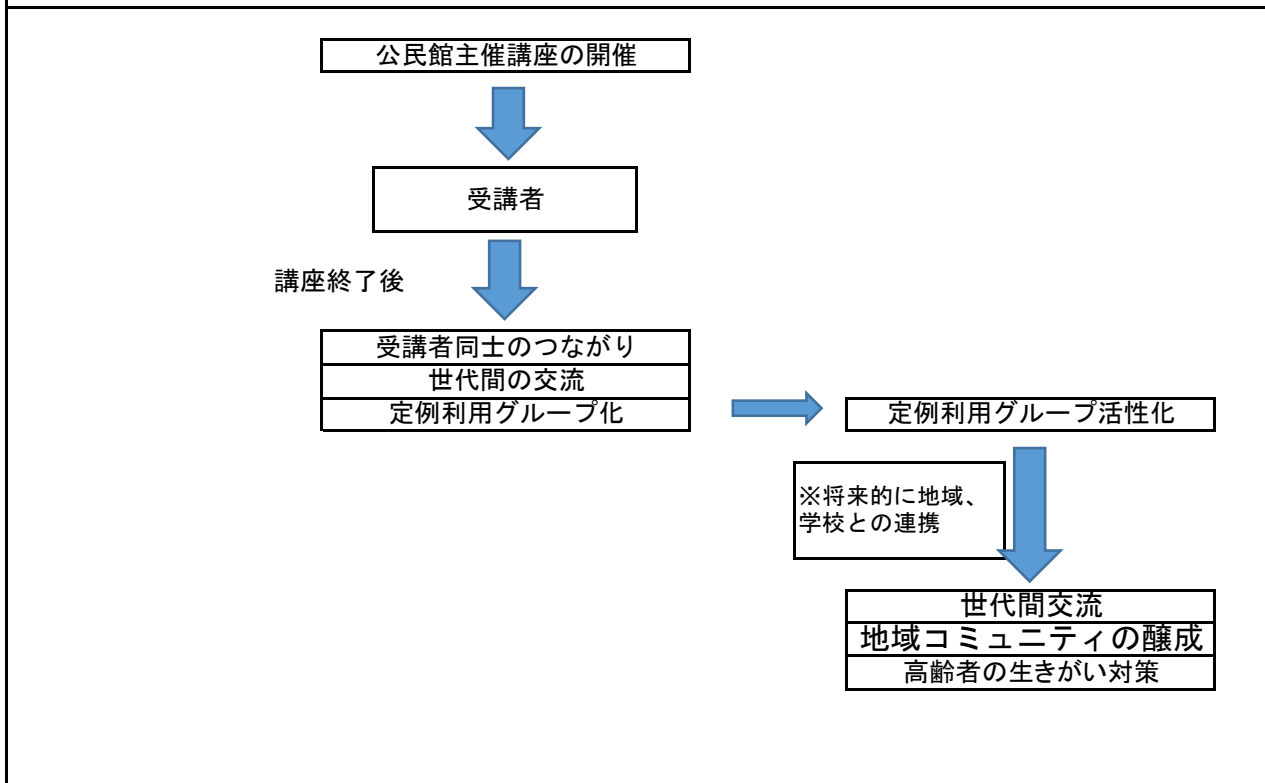 公民館主催講座の開催
受講者
講座終了後
受講者同士のつながり
世代間の交流
定例利用グループ化
定例利用グループ活性化
※将来的に地域、
学校との連携
世代間交流
地域コミュニティの醸成
高齢者の生きがい対策